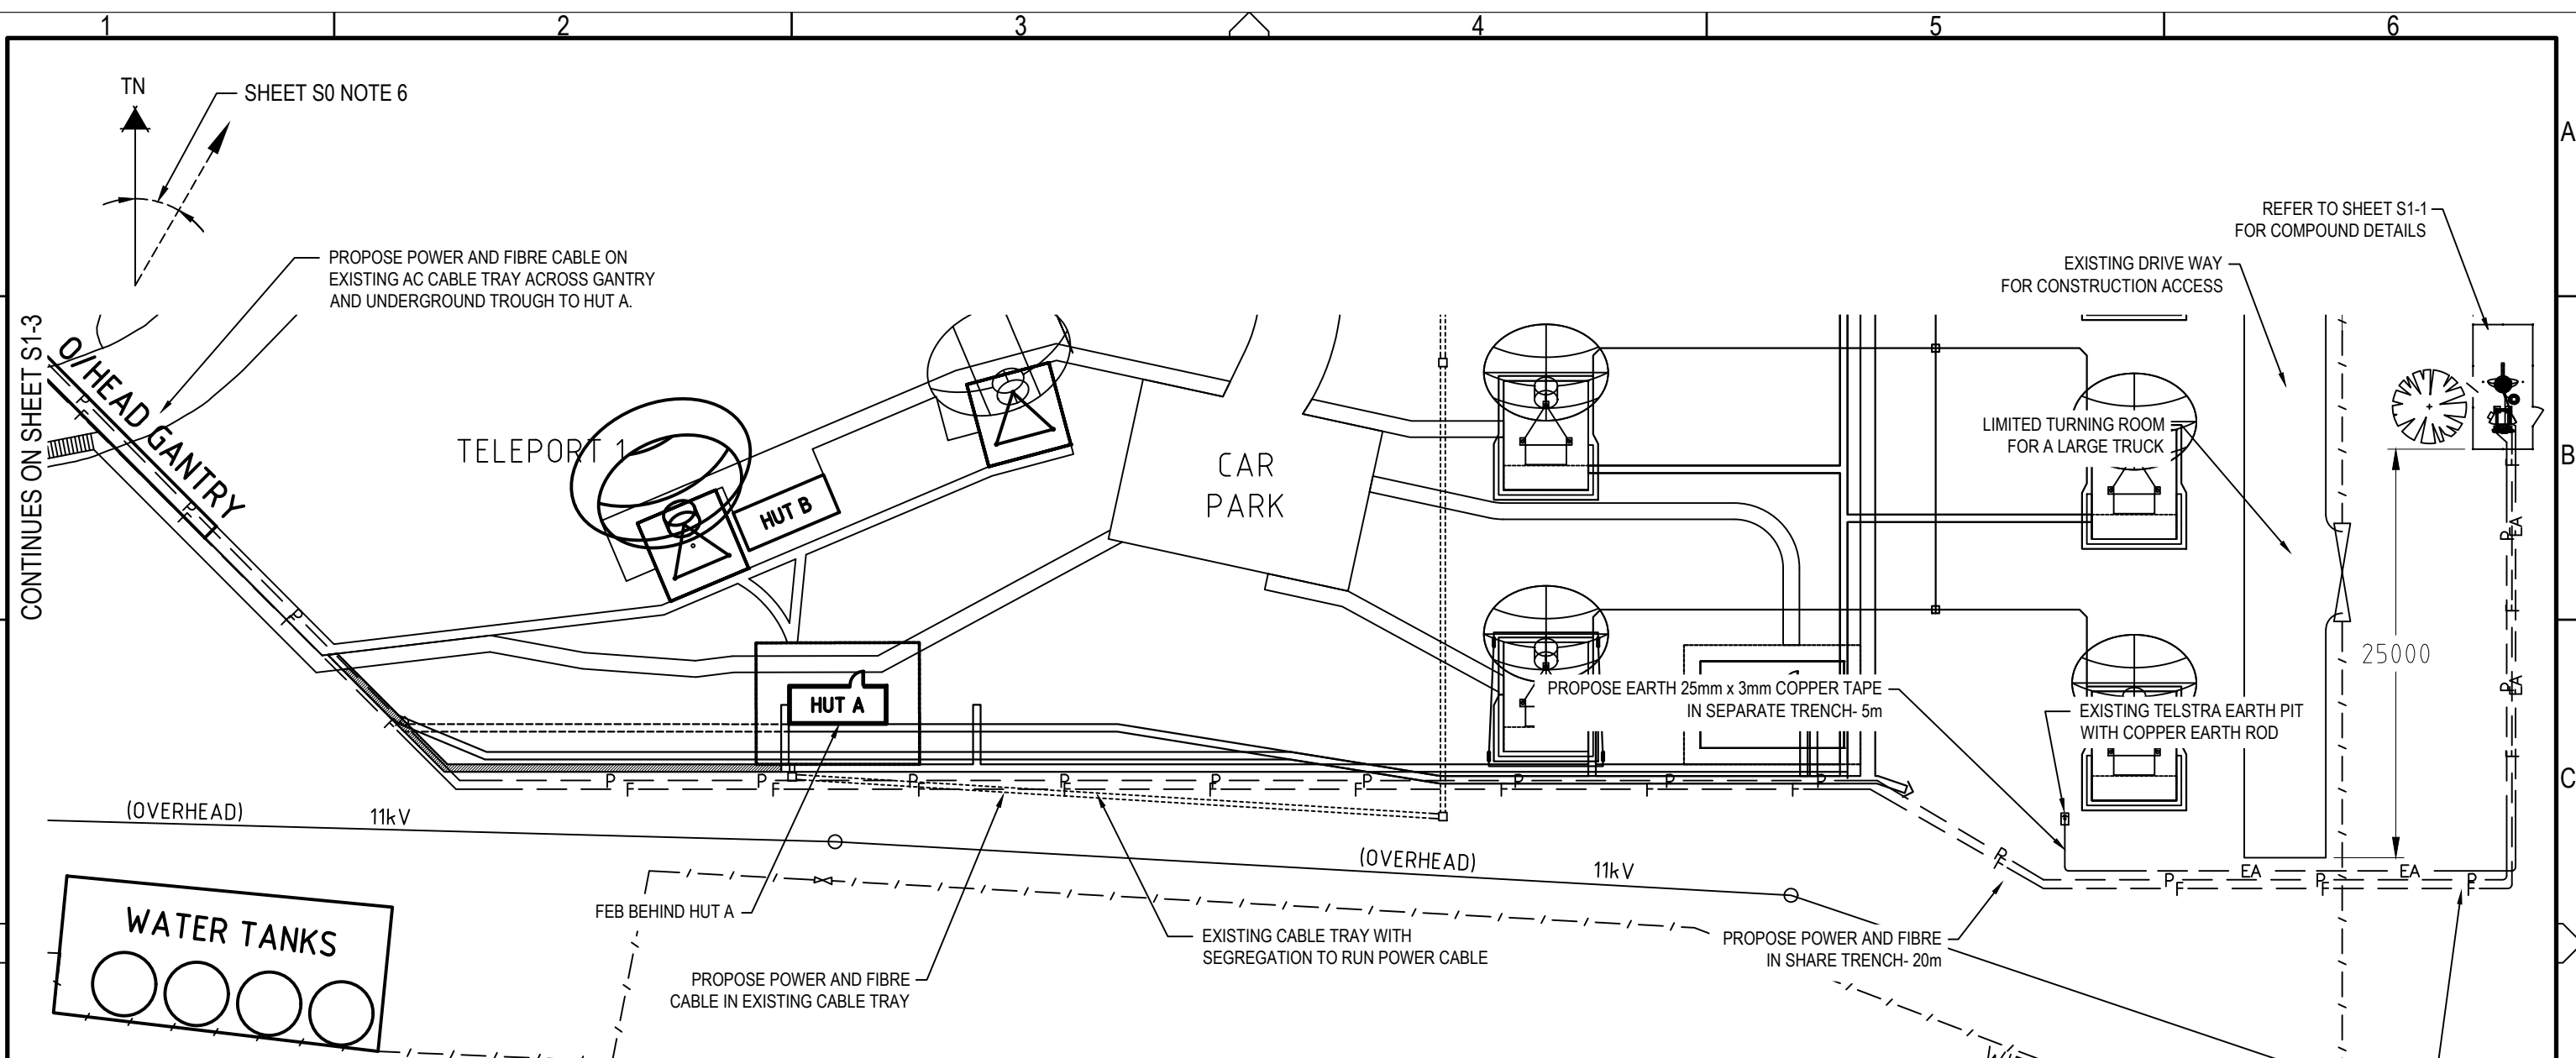 1
2
3
4
5
6
A
B
C
TN
SHEET S0 NOTE 6
PROPOSE POWER AND FIBRE CABLE ON
EXISTING AC CABLE TRAY ACROSS GANTRY
AND UNDERGROUND TROUGH TO HUT A.
REFER TO SHEET S1-1
FOR COMPOUND DETAILS
EXISTING DRIVE WAY
FOR CONSTRUCTION ACCESS
CONTINUES ON SHEET S1-3
O/HEAD GANTRY
P
F
P
F
P
F
F
TELEPORT 1
HUT B
CAR
PARK
LIMITED TURNING ROOM
FOR A LARGE TRUCK
F
P
EA
F
25000
P
EA
F
HUT A
PROPOSE EARTH 25mm x 3mm COPPER TAPE
IN SEPARATE TRENCH- 5m
EXISTING TELSTRA EARTH PIT
WITH COPPER EARTH ROD
P
P
P
P
P
P
P
P
P
F
F
F
F
F
F
F
F
F
(OVERHEAD)
11kV
(OVERHEAD)
11kV
P
F
EA
EA
P
F
P
F
P
F
WATER TANKS
FEB BEHIND HUT A
EXISTING CABLE TRAY WITH
SEGREGATION TO RUN POWER CABLE
PROPOSE POWER AND FIBRE
IN SHARE TRENCH- 20m
PROPOSE POWER AND FIBRE
CABLE IN EXISTING CABLE TRAY